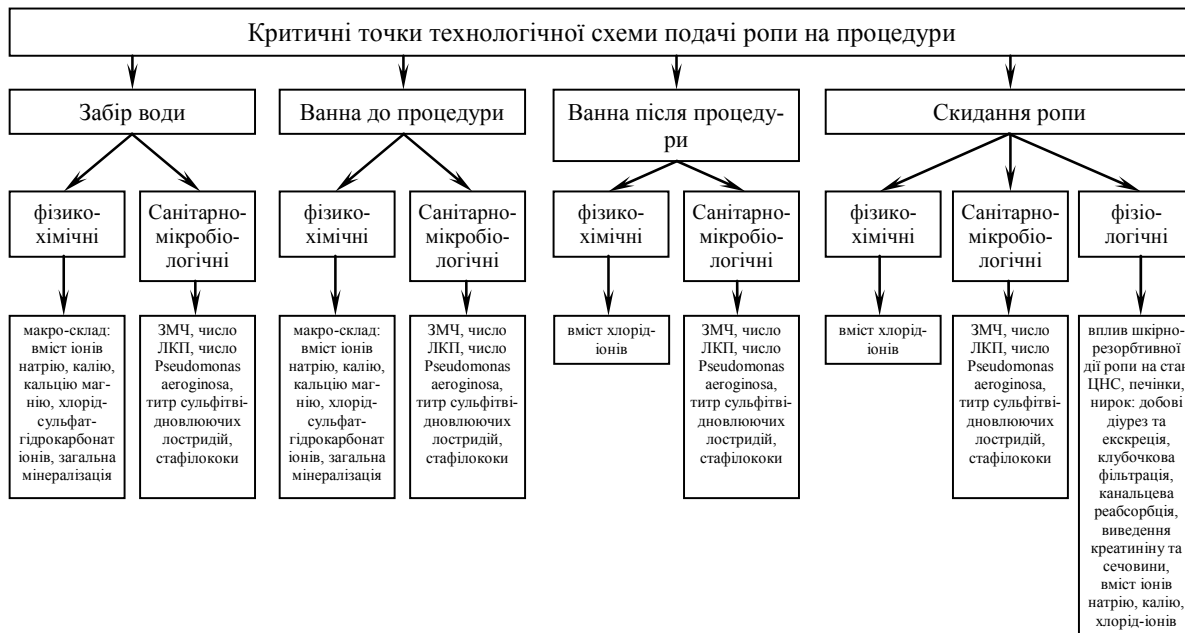 Критичні точки технологічної схеми подачі ропи на процедури
Забір води
Ванна до процедури
Ванна після процеду-
ри
Скидання ропи
фізико-
хімічні
Санітарно-
мікробіо-
логічні
фізико-
хімічні
Санітарно-
мікробіо-
логічні
фізико-
хімічні
Санітарно-
мікробіо-
логічні
фізико-
хімічні
Санітарно-
мікробіо-
логічні
фізіо-
логічні
макро-склад:
вміст іонів
натрію, калію,
кальцію маг-
нію, хлорід-
сульфат-
гідрокарбонат
іонів, загальна
мінералізація
ЗМЧ, число
ЛКП, число
Pseudomonas
aeroginosa,
титр сульфітві-
дновлюючих
лостридій,
стафілококи
макро-склад:
вміст іонів
натрію, калію,
кальцію маг-
нію, хлорід-
сульфат-
гідрокарбонат
іонів, загальна
мінералізація
ЗМЧ, число
ЛКП, число
Pseudomonas
aeroginosa,
титр сульфітві-
дновлюючих
лостридій,
стафілококи
вміст хлорід-
іонів
ЗМЧ, число
ЛКП, число
Pseudomonas
aeroginosa,
титр сульфітві-
дновлюючих
лостридій,
стафілококи
вміст хлорід-
іонів
ЗМЧ, число
ЛКП, число
Pseudomonas
aeroginosa,
титр сульфітві-
дновлюючих
лостридій,
стафілококи
вплив шкірно-
резорбтивної
дії ропи на стан
ЦНС, печінки,
нирок: добові
діурез та
екскреція,
клубочкова
фільтрація,
канальцева
реабсорбція,
виведення
креатиніну та
сечовини,
вміст іонів
натрію, калію,
хлорід-іонів